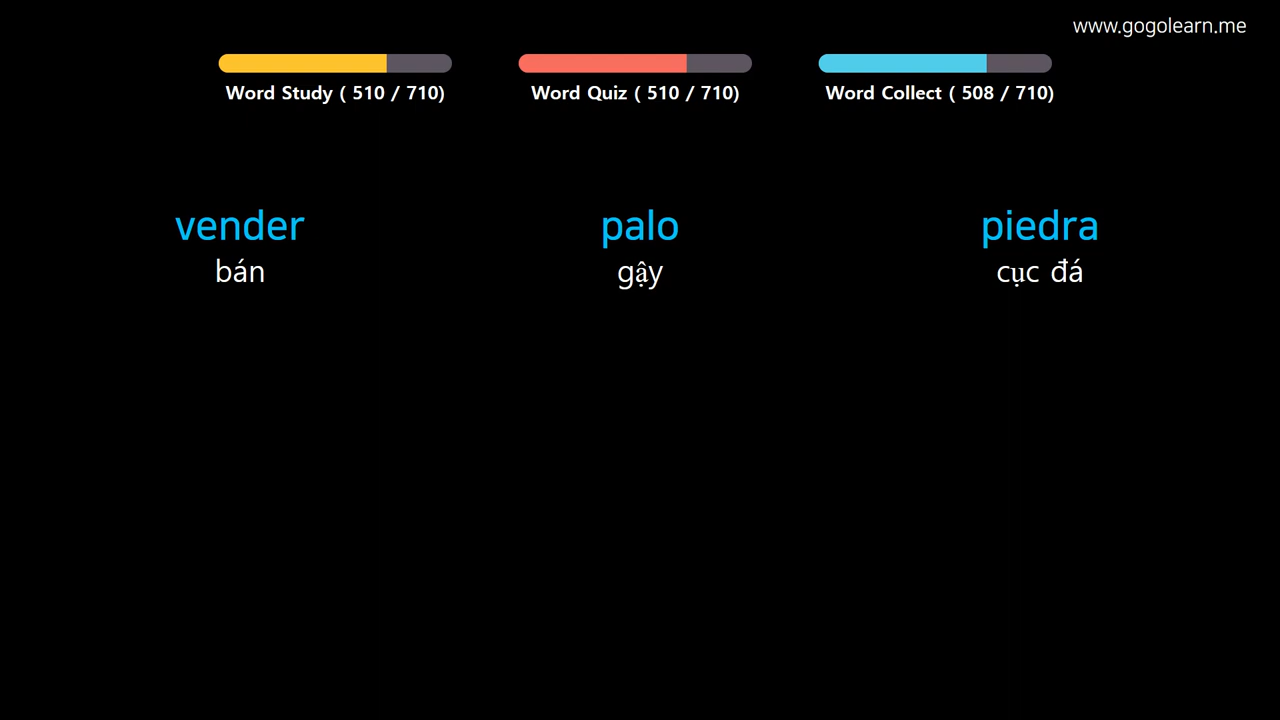 www.gogolearn.me
Word Study ( 510 / 710)
Word Quiz ( 510 / 710)
Word Collect ( 508 / 710)
vender
bán
palo
gậy
piedra
cục đá